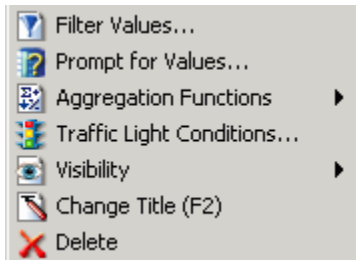 Filter Values...
Prompt for Values...
Aggregation Functions
Traffic Light Conditions...
Visibility
Change Title (F2)
Delete